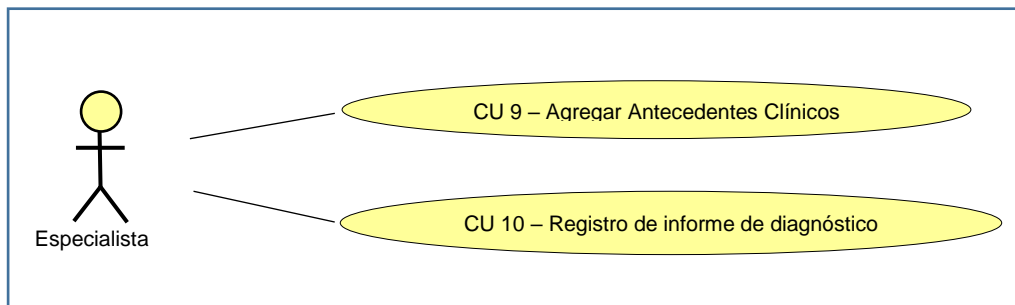 CU 9 – Agregar Antecedentes Clínicos
CU 10 – Registro de informe de diagnóstico
Especialista